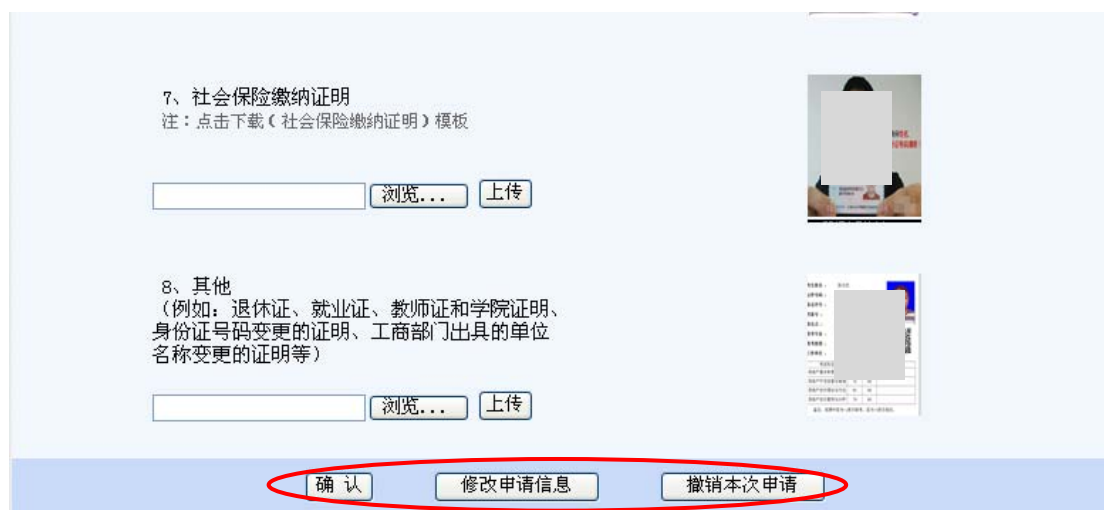 7、社会保险缴纳证明
注：点击下载（社会保险缴纳证明）模板
浏览... 上传
8、其他
（例如：退休证、就业证、教师证和学院证明、
身份证号码变更的证明、工商部门出具的单位
名称变更的证明等）
浏览... 上传
确 认 修改申请信息 撤销本次申请